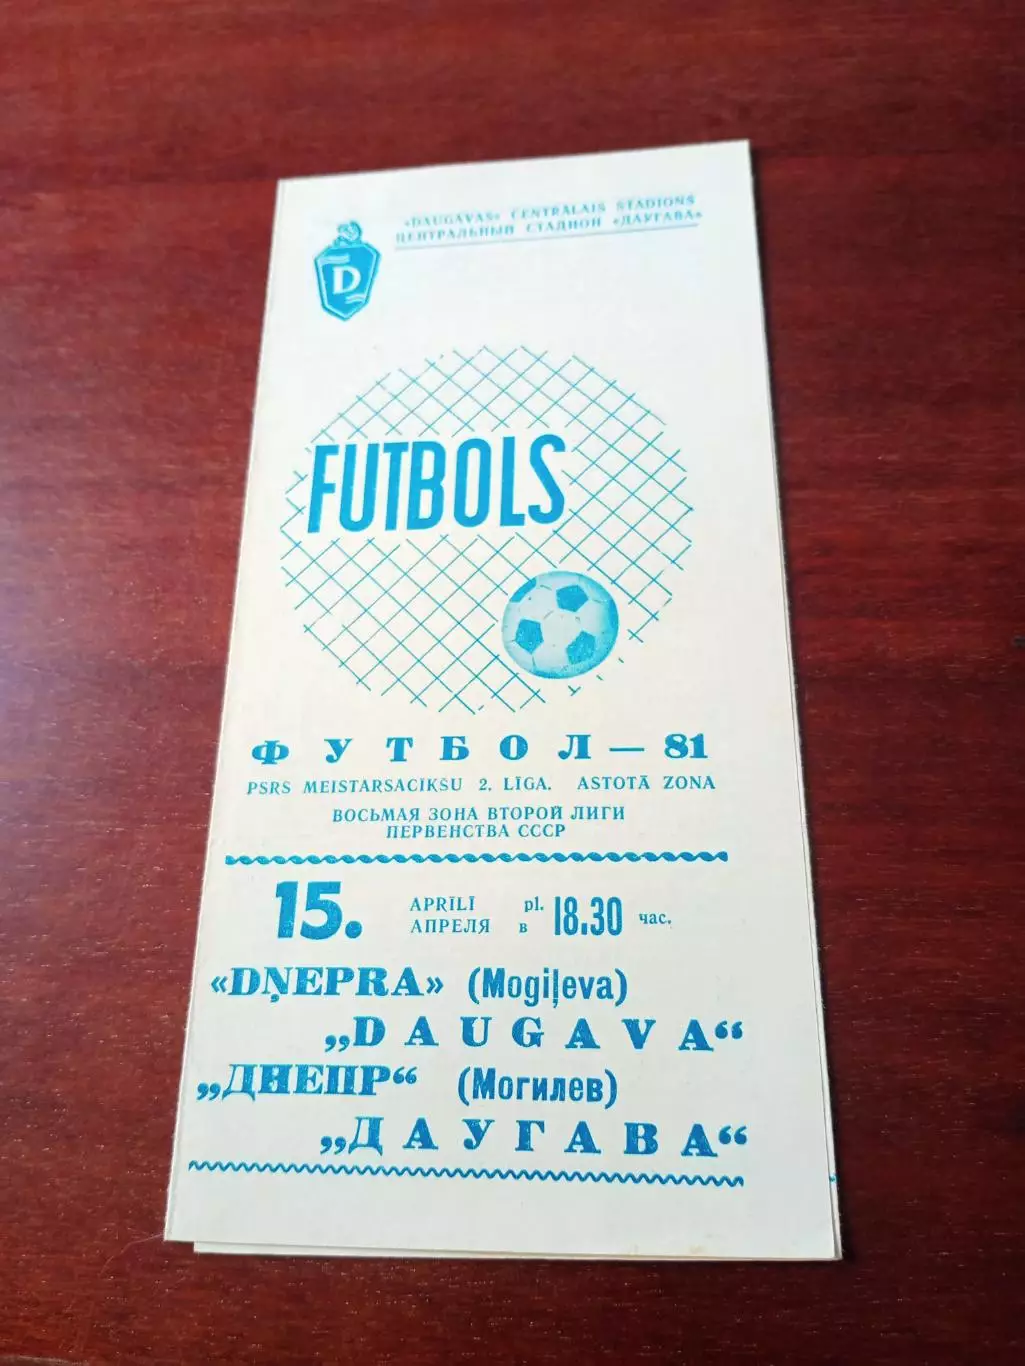 «DAUGAVAS» CENTRĀLAIS STADIONS
ЦЕНТРАЛЬНЫЙ СТАДИОН «ДАУГАВА»
D
FUTBOLS
ФУТБОЛ — 81
PSRS MEISTARSACĪKŠU 2. LĪGA. ASTOTĀ ZONA
ВОСЬМАЯ ЗОНА ВТОРОЙ ЛИГИ
ПЕРВЕНСТВА СССР
15. APRĪLĪ pl. 18.30 час.
АПРЕЛЯ в
«DŅEPRA» (Mogiļeva)
„DAUGAVA“
„ДНЕПР“ (Могилев)
„ДАУГАВА“